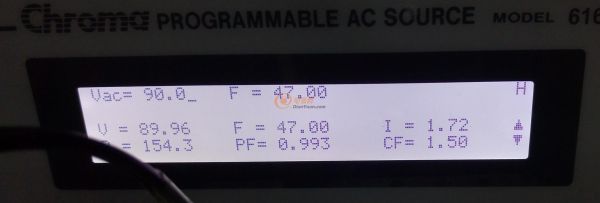 Chroma PROGRAMMABLE AC SOURCE MODEL 616
Vac= 90.0_ F = 47.00 H
V = 89.96 F = 47.00 I = 1.72
= 154.3 PF= 0.993 CF= 1.50